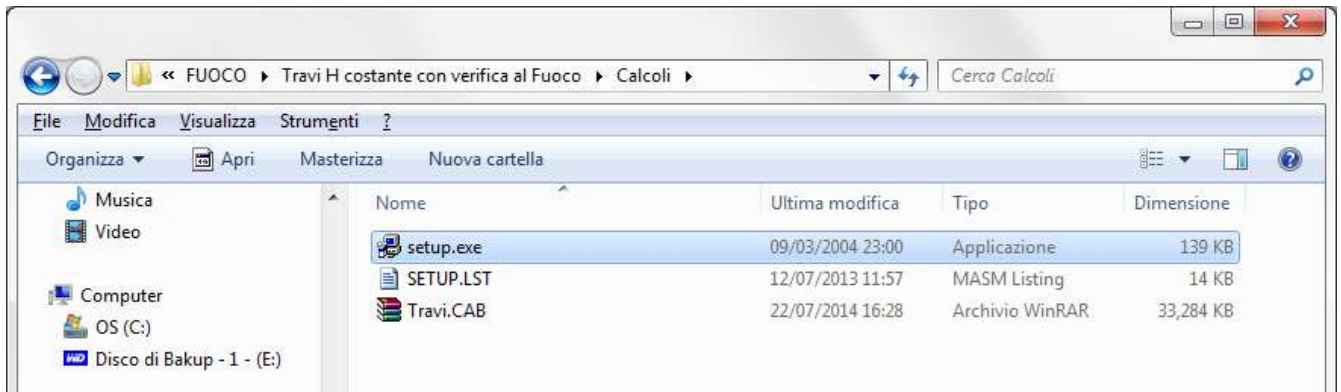 « FUOCO ▸ Travi H costante con verifica al Fuoco ▸ Calcoli ▸ Cerca Calcoli
File Modifica Visualizza Strumenti ?
Organizza ▾ Apri Masterizza Nuova cartella
Musica
Video
Computer
OS (C:)
Disco di Bakup - 1 - (E:)
Nome Ultima modifica Tipo Dimensione
setup.exe 09/03/2004 23:00 Applicazione 139 KB
SETUP.LST 12/07/2013 11:57 MASM Listing 14 KB
Travi.CAB 22/07/2014 16:28 Archivio WinRAR 33,284 KB